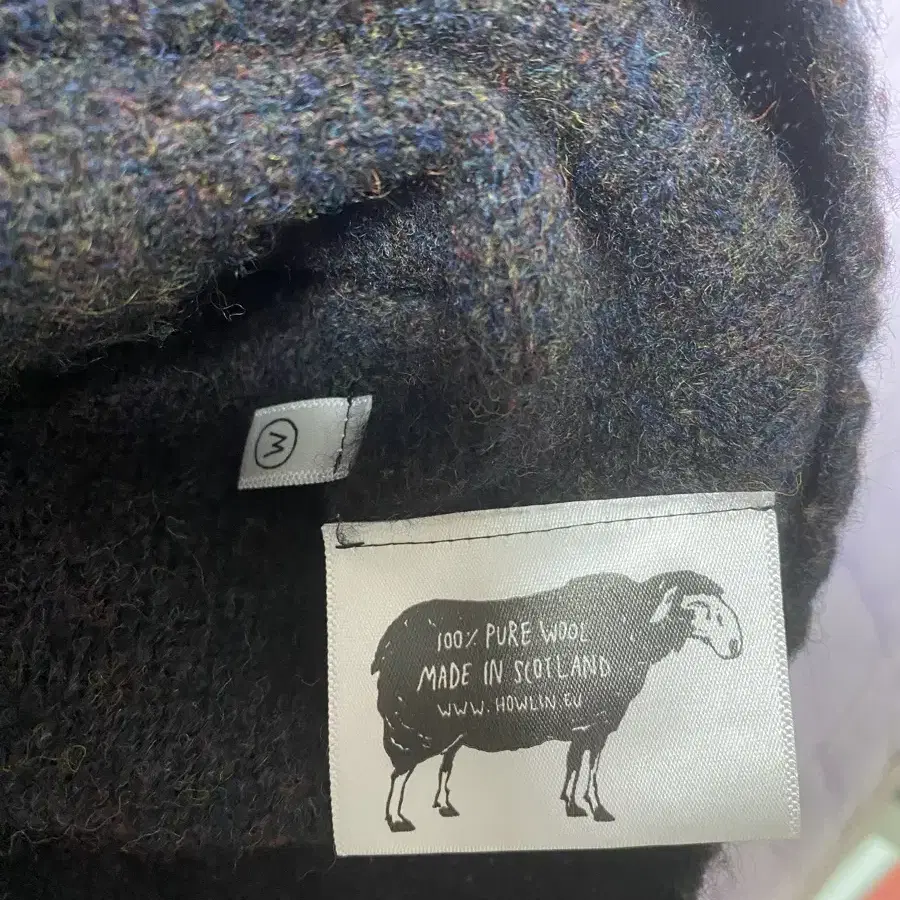 M
100% PURE WOOL
MADE IN SCOTLAND
WWW.HOWLIN.EU